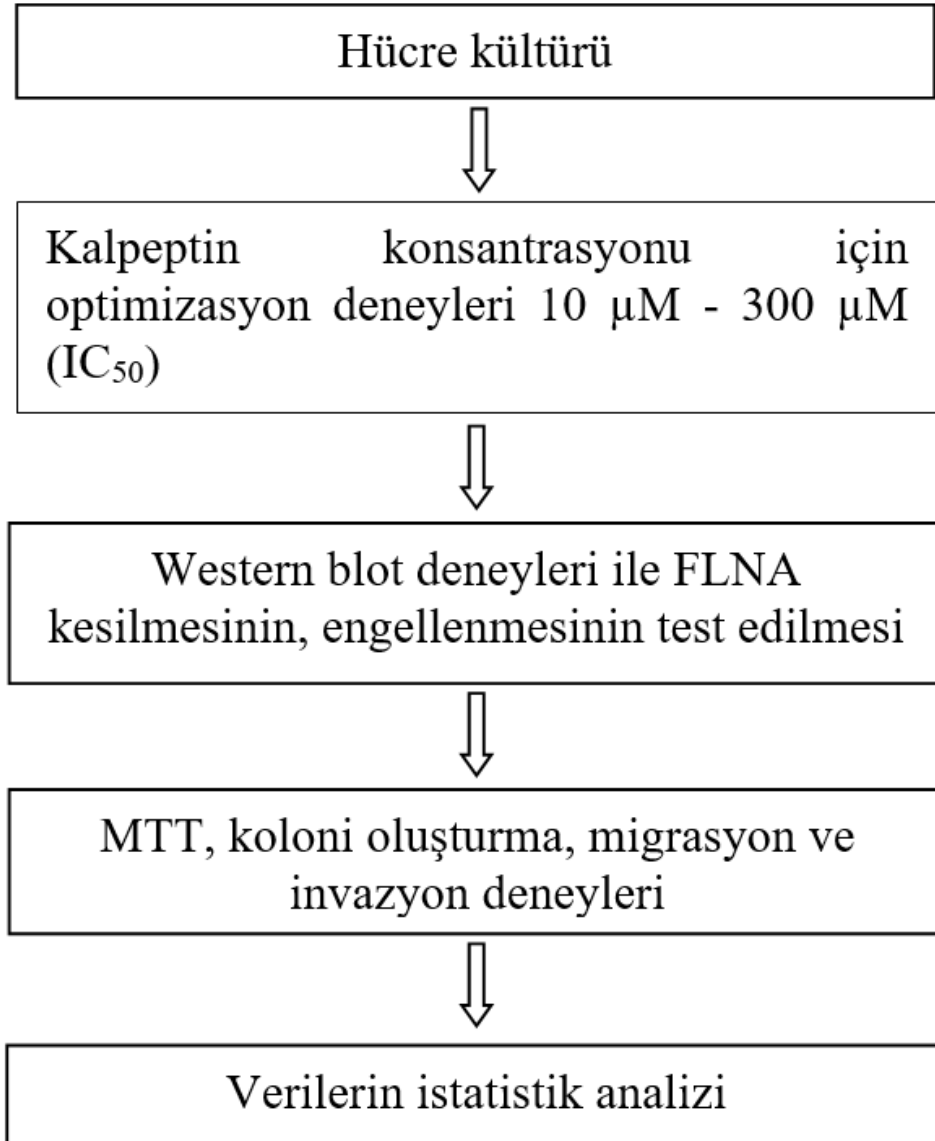 Hücre kültürü
Kalpeptin konsantrasyonu için
optimizasyon deneyleri 10 µM - 300 µM
(IC₅₀)
Western blot deneyleri ile FLNA
kesilmesinin, engellenmesinin test edilmesi
MTT, koloni oluşturma, migrasyon ve
invazyon deneyleri
Verilerin istatistik analizi